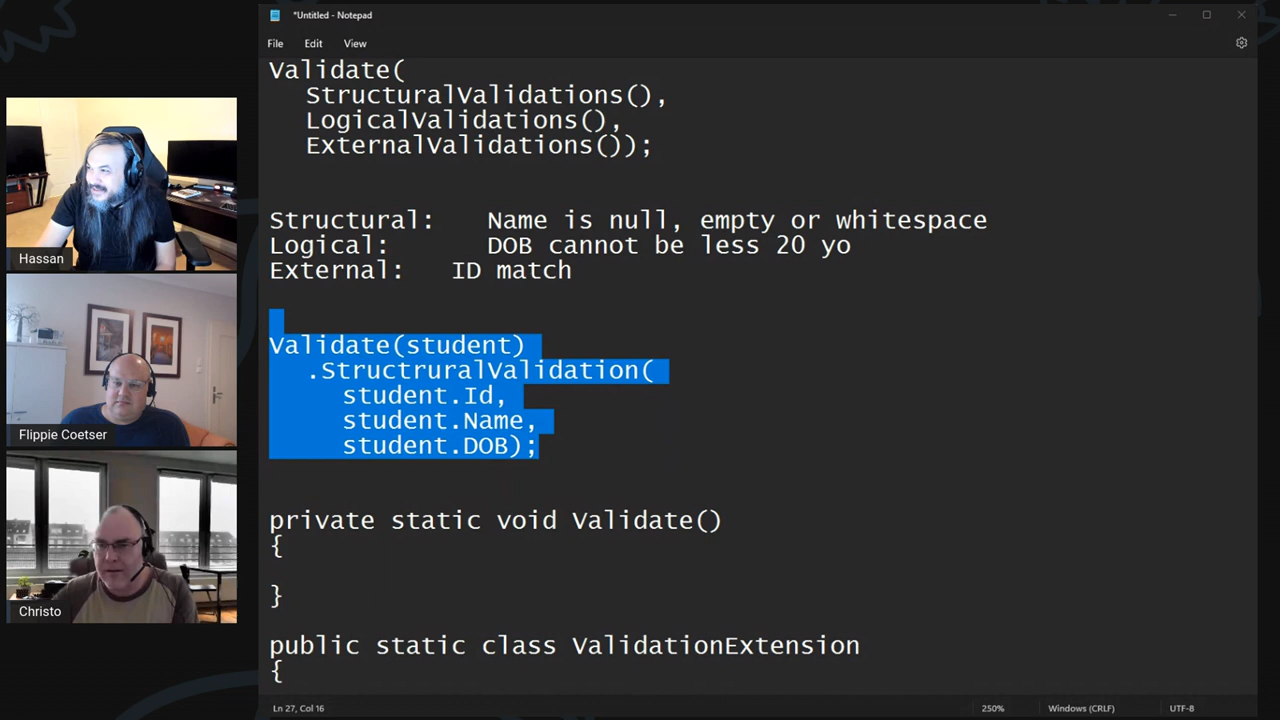 *Untitled - Notepad
File Edit View
Validate(
StructuralValidations(),
LogicalValidations(),
ExternalValidations());
Structural: Name is null, empty or whitespace
Logical: DOB cannot be less 20 yo
External: ID match
Validate(student)
.StructruralValidation(
student.Id,
student.Name,
student.DOB);
private static void Validate()
{
}
public static class ValidationExtension
{
Ln 27, Col 16 250% Windows (CRLF) UTF-8
Hassan
Flippie Coetser
Christo